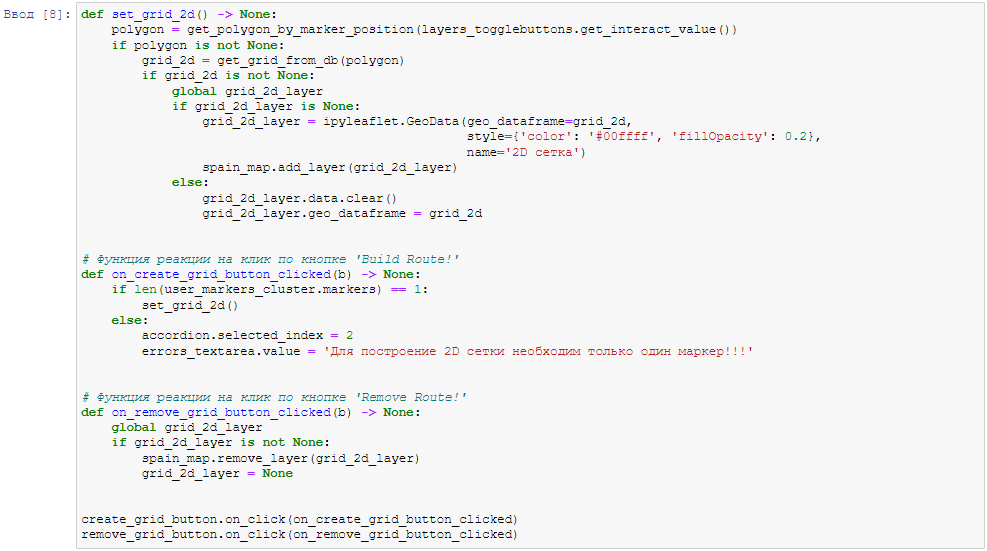 Ввод [8]: def set_grid_2d() -> None:
    polygon = get_polygon_by_marker_position(layers_togglebuttons.get_interact_value())
    if polygon is not None:
        grid_2d = get_grid_from_db(polygon)
        if grid_2d is not None:
            global grid_2d_layer
            if grid_2d_layer is None:
                grid_2d_layer = ipyleaflet.GeoData(geo_dataframe=grid_2d,
                                                   style={'color': '#00ffff', 'fillOpacity': 0.2},
                                                   name='2D сетка')
                spain_map.add_layer(grid_2d_layer)
            else:
                grid_2d_layer.data.clear()
                grid_2d_layer.geo_dataframe = grid_2d
# Функция реакции на клик по кнопке 'Build Route!'
def on_create_grid_button_clicked(b) -> None:
    if len(user_markers_cluster.markers) == 1:
        set_grid_2d()
    else:
        accordion.selected_index = 2
        errors_textarea.value = 'Для построение 2D сетки необходим только один маркер!!!'
# Функция реакции на клик по кнопке 'Remove Route!'
def on_remove_grid_button_clicked(b) -> None:
    global grid_2d_layer
    if grid_2d_layer is not None:
        spain_map.remove_layer(grid_2d_layer)
        grid_2d_layer = None
create_grid_button.on_click(on_create_grid_button_clicked)
remove_grid_button.on_click(on_remove_grid_button_clicked)